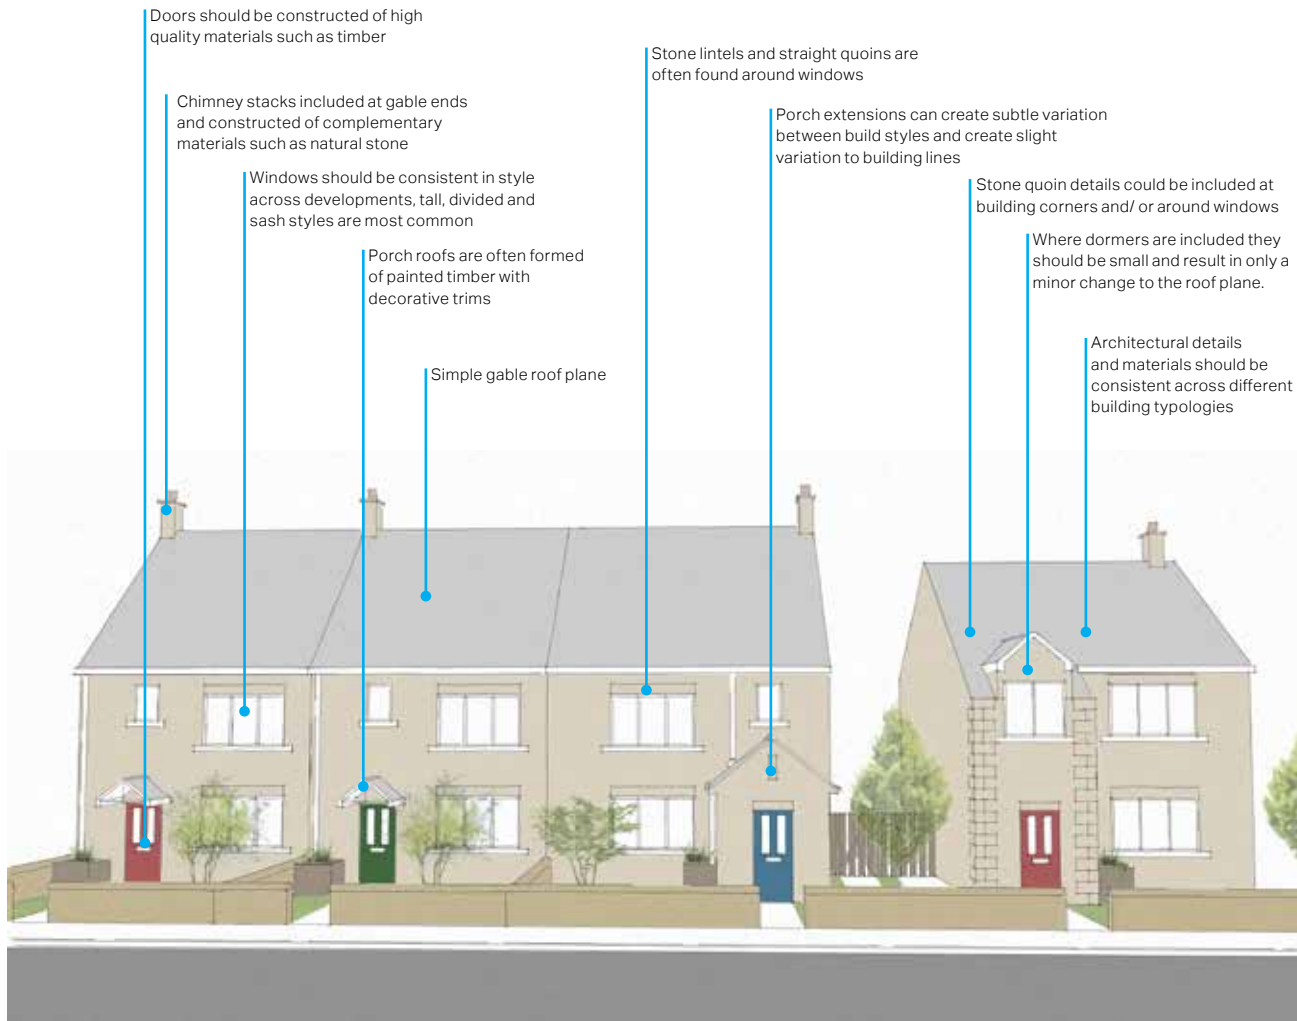 Doors should be constructed of high
quality materials such as timber
Chimney stacks included at gable ends
and constructed of complementary
materials such as natural stone
Windows should be consistent in style
across developments, tall, divided and
sash styles are most common
Porch roofs are often formed
of painted timber with
decorative trims
Simple gable roof plane
Stone lintels and straight quoins are
often found around windows
Porch extensions can create subtle variation
between build styles and create slight
variation to building lines
Stone quoin details could be included at
building corners and/ or around windows
Where dormers are included they
should be small and result in only a
minor change to the roof plane.
Architectural details
and materials should be
consistent across different
building typologies